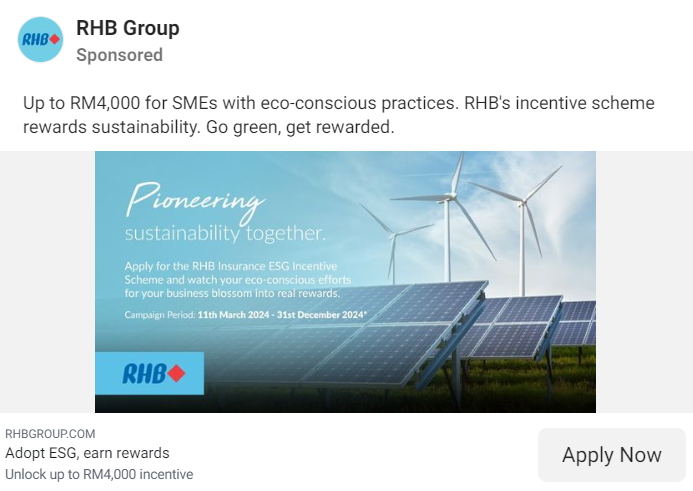 RHB
RHB Group
Sponsored
Up to RM4,000 for SMEs with eco-conscious practices. RHB's incentive scheme
rewards sustainability. Go green, get rewarded.
Pioneering
sustainability together.
Apply for the RHB Insurance ESG Incentive
Scheme and watch your eco-conscious efforts
for your business blossom into real rewards.
Campaign Period: 11th March 2024 - 31st December 2024*
RHB
RHBGROUP.COM
Adopt ESG, earn rewards
Unlock up to RM4,000 incentive
Apply Now